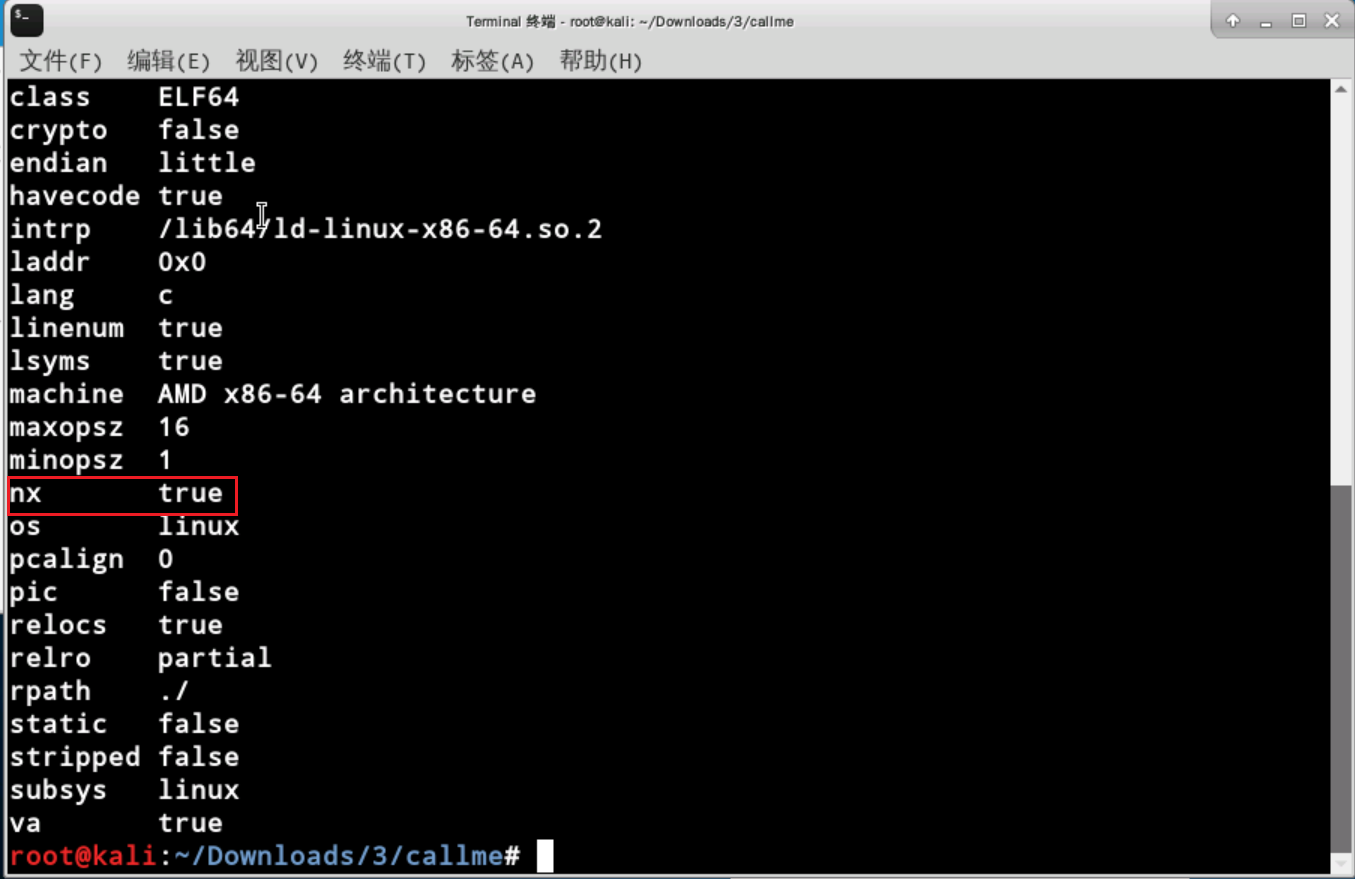 Terminal 终端 - root@kali: ~/Downloads/3/callme
文件(F) 编辑(E) 视图(V) 终端(T) 标签(A) 帮助(H)
class ELF64
crypto false
endian little
havecode true
intrp /lib64/ld-linux-x86-64.so.2
laddr 0x0
lang c
linenum true
lsyms true
machine AMD x86-64 architecture
maxopsz 16
minopsz 1
nx true
os linux
pcalign 0
pic false
relocs true
relro partial
rpath ./
static false
stripped false
subsys linux
va true
root@kali:~/Downloads/3/callme#